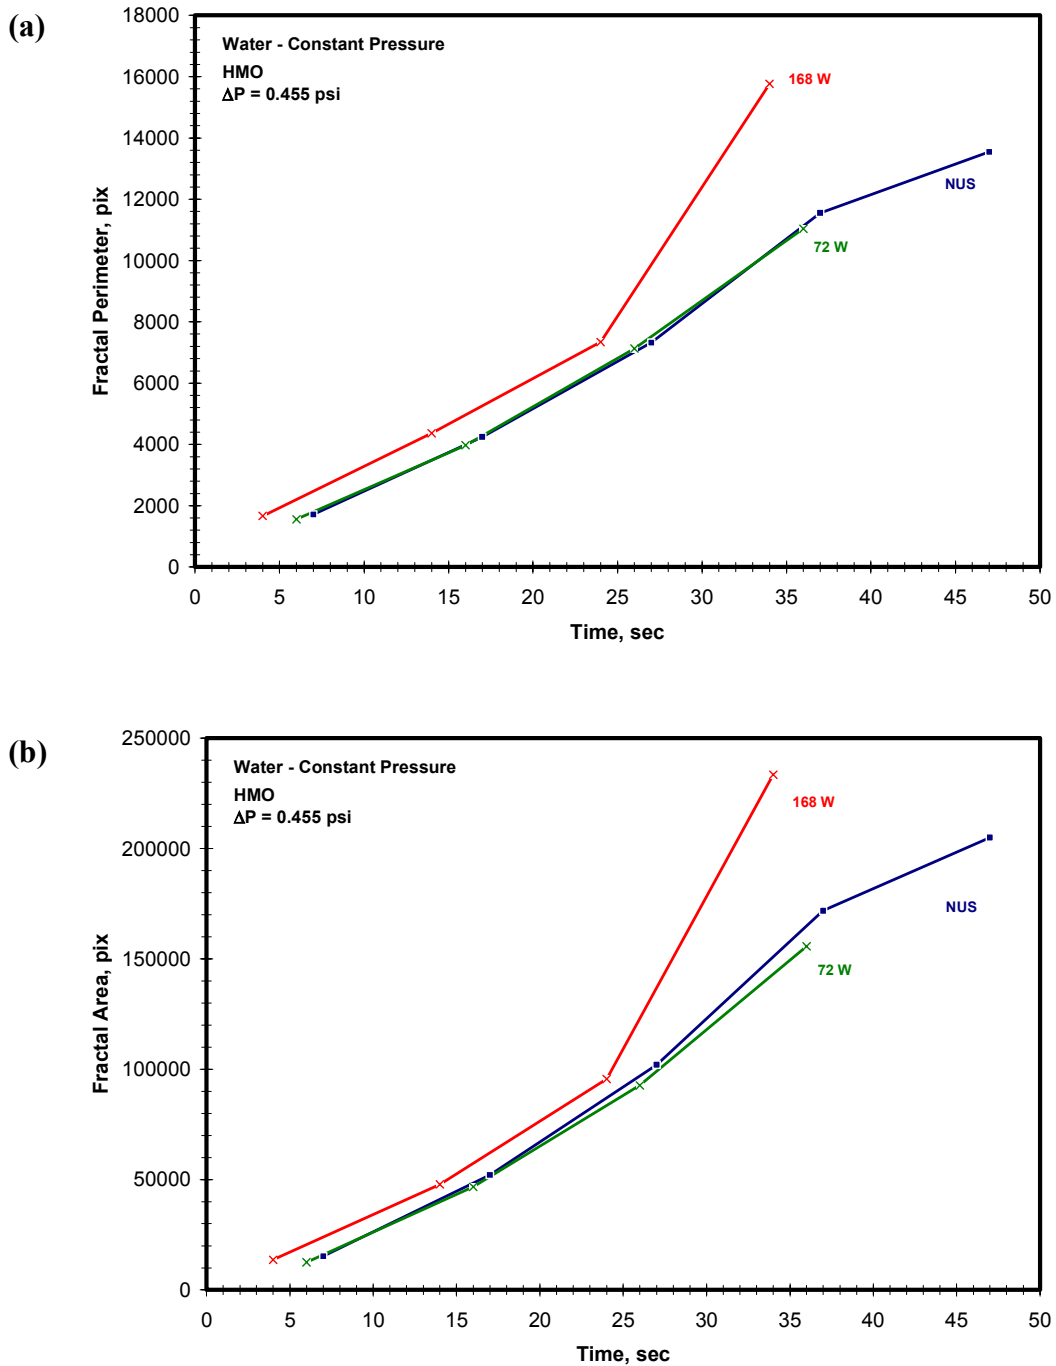 (a)
Water - Constant Pressure
HMO
ΔP = 0.455 psi
168 W
NUS
72 W
18000
16000
14000
12000
10000
8000
6000
4000
2000
0
Fractal Perimeter, pix
0 5 10 15 20 25 30 35 40 45 50
Time, sec
(b)
Water - Constant Pressure
HMO
ΔP = 0.455 psi
168 W
NUS
72 W
250000
200000
150000
100000
50000
0
Fractal Area, pix
0 5 10 15 20 25 30 35 40 45 50
Time, sec